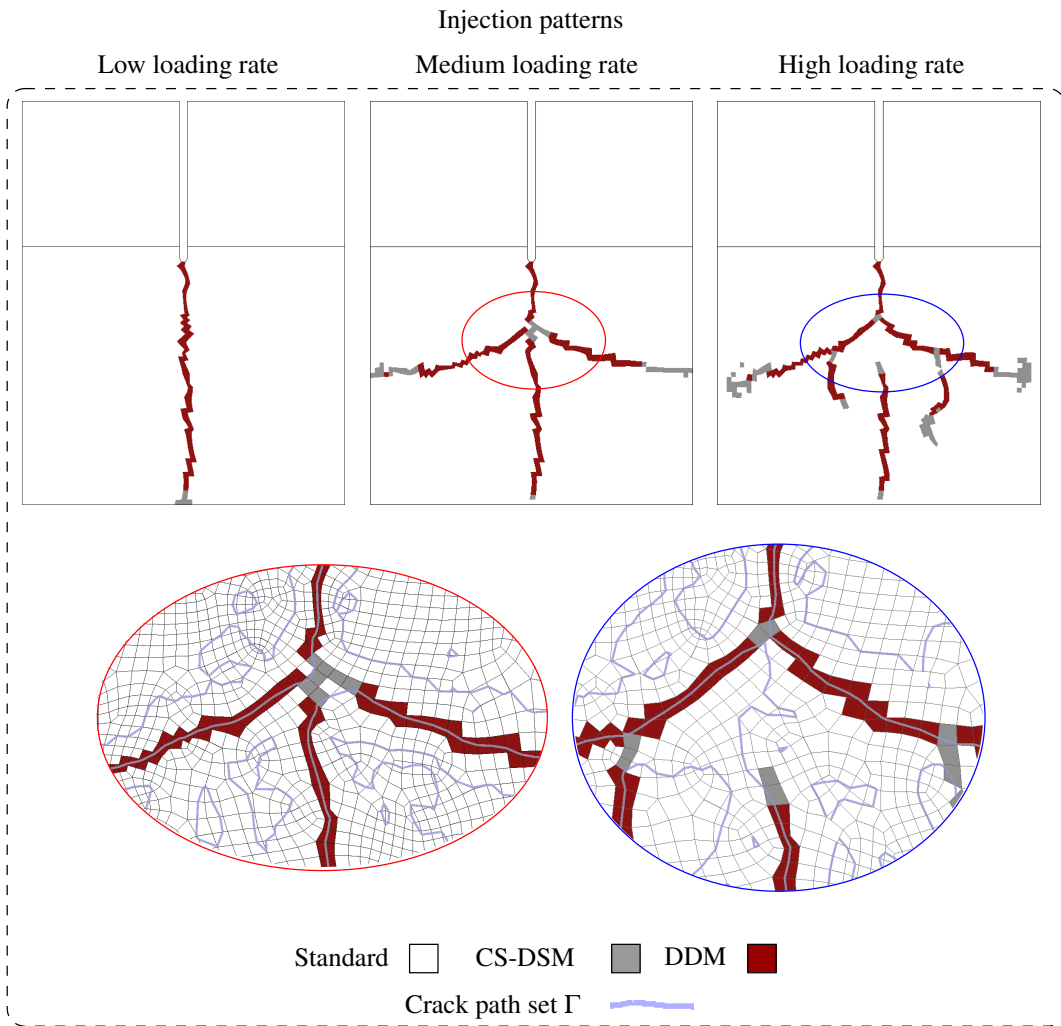 Injection patterns
Low loading rate Medium loading rate High loading rate
Standard CS-DSM DDM
Crack path set Γ